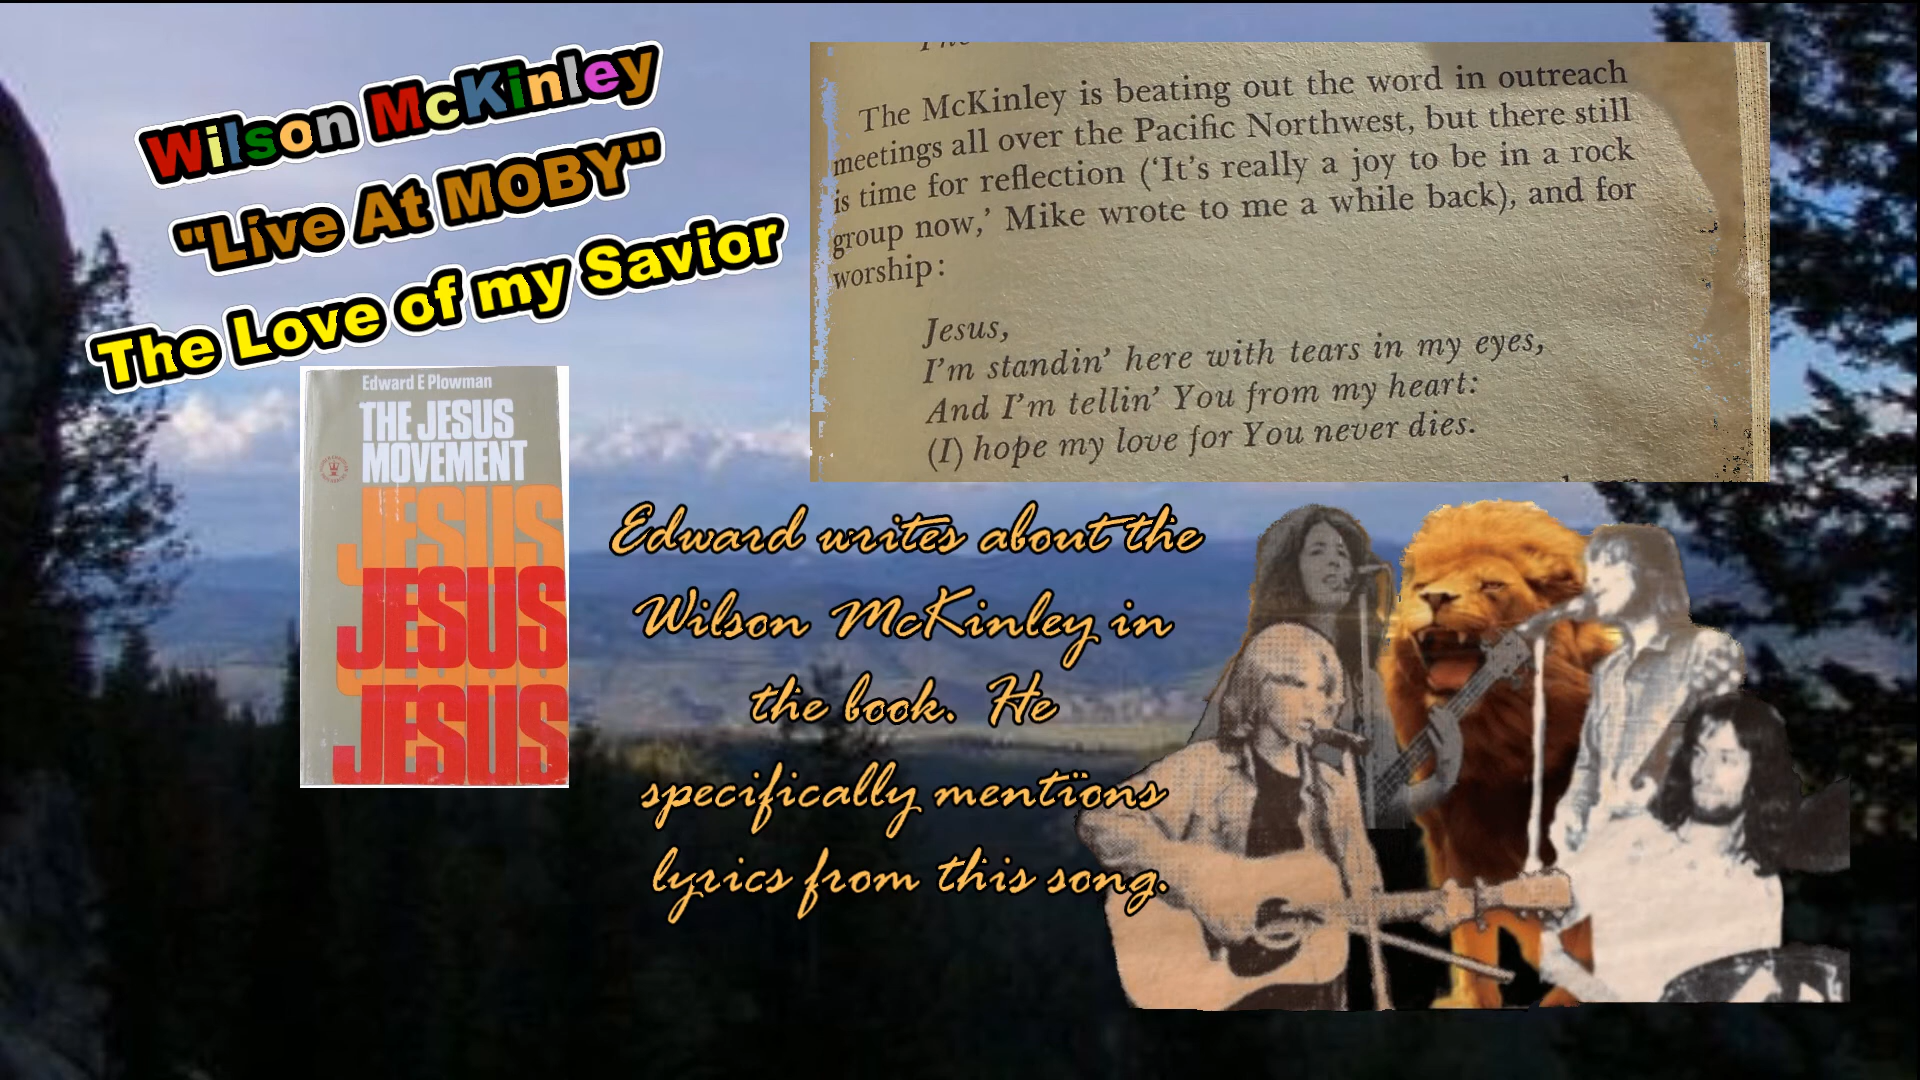 Wilson McKinley
"Live At MOBY"
The Love of my Savior
The McKinley is beating out the word in outreach
meetings all over the Pacific Northwest, but there still
is time for reflection (‘It's really a joy to be in a rock
group now,’ Mike wrote to me a while back), and for
worship:
Jesus,
I'm standin’ here with tears in my eyes,
And I'm tellin’ You from my heart:
(I) hope my love for You never dies.
Edward E Plowman
THE JESUS
MOVEMENT
JESUS
JESUS
JESUS
Edward writes about the
Wilson McKinley in
the book. He
specifically mentions
lyrics from this song.